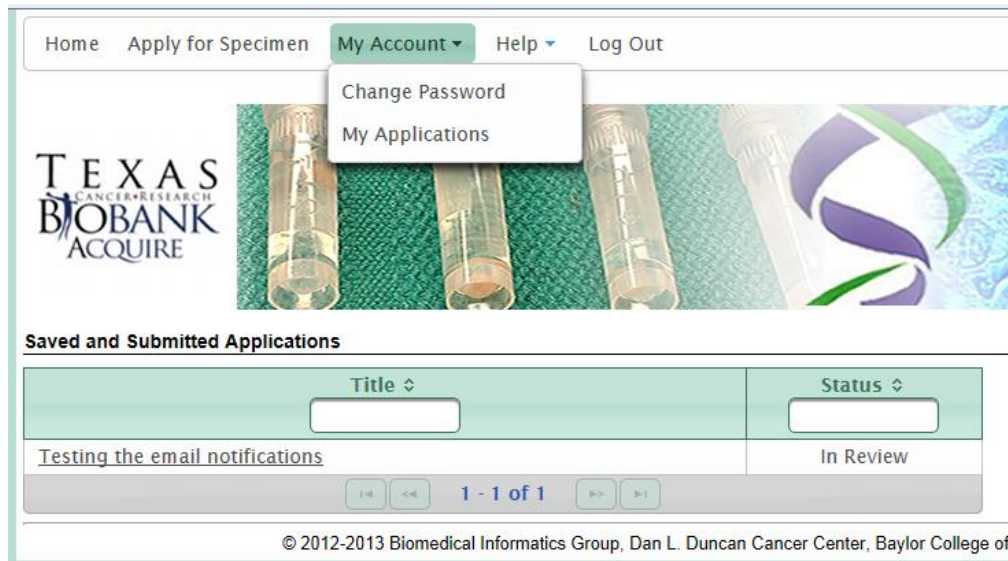 Home Apply for Specimen My Account Help Log Out
Change Password
My Applications
TEXAS
CANCER•RESEARCH
BIOBANK
ACQUIRE
Saved and Submitted Applications
Title Status
Testing the email notifications In Review
1 - 1 of 1
© 2012-2013 Biomedical Informatics Group, Dan L. Duncan Cancer Center, Baylor College of